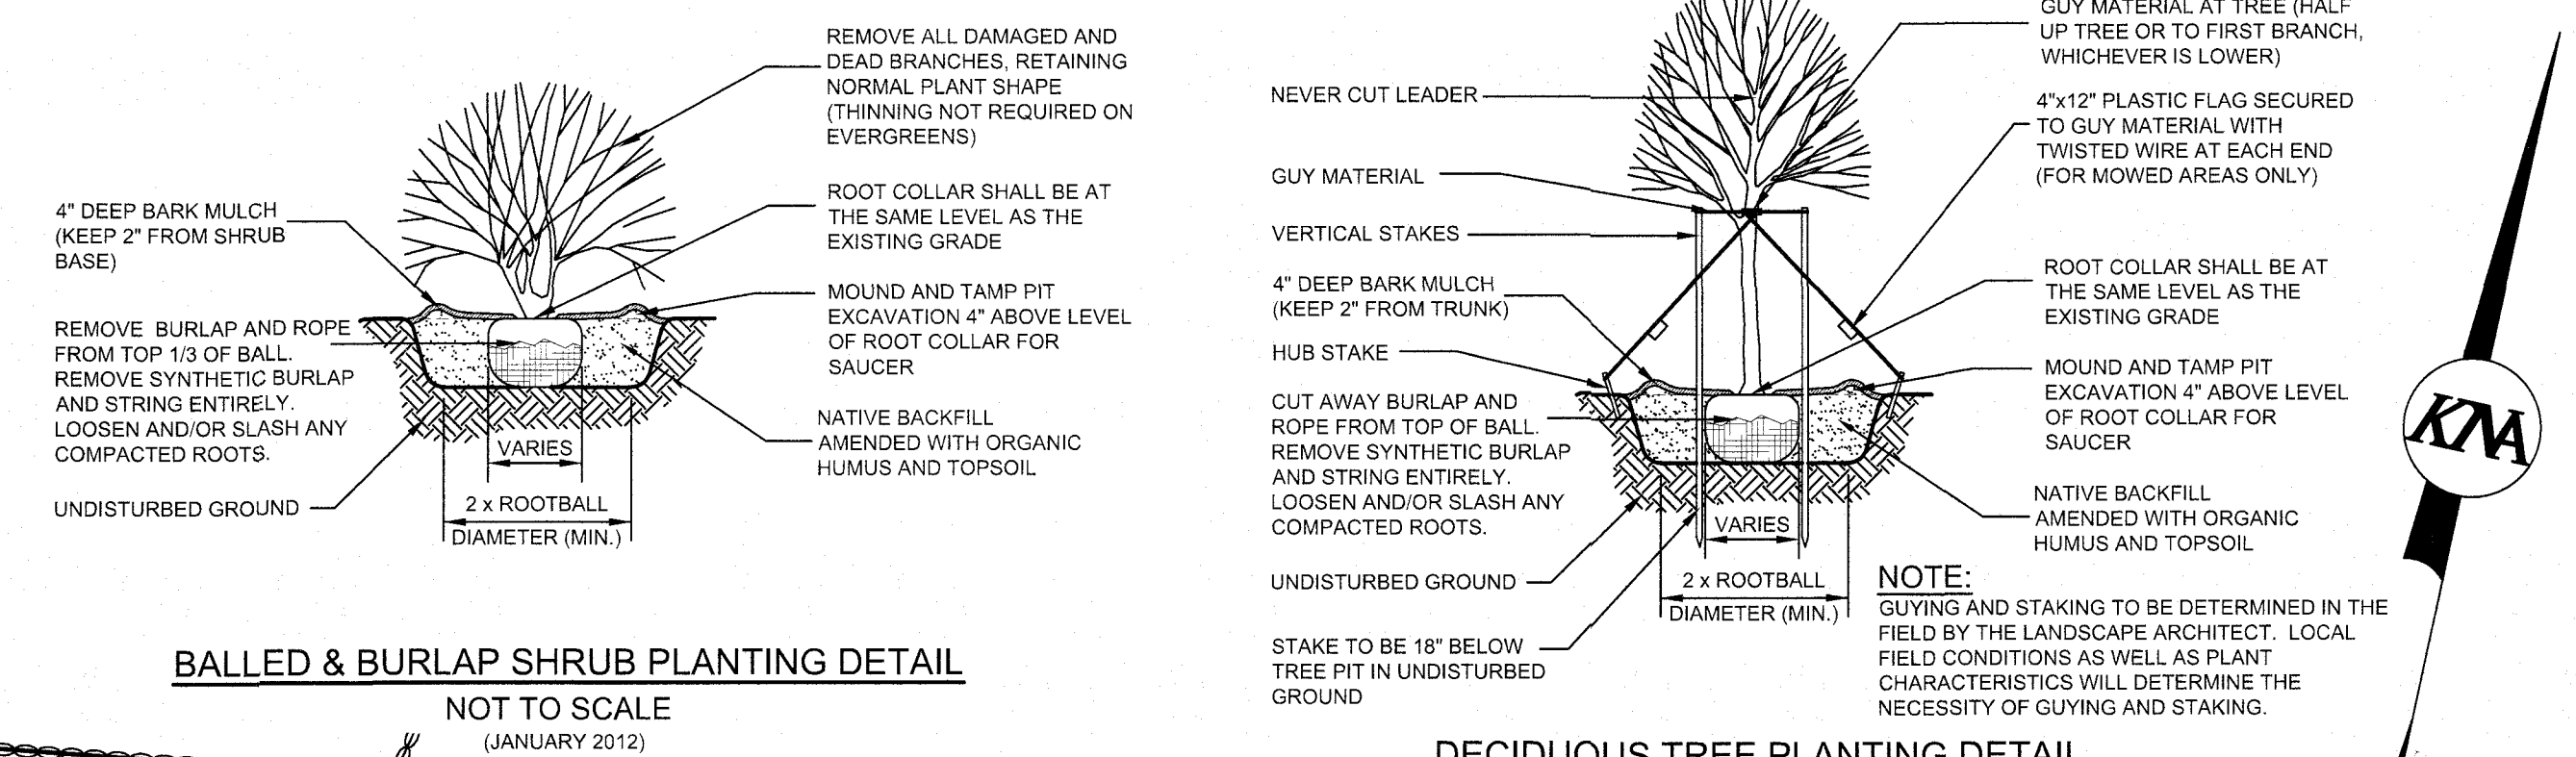 REMOVE ALL DAMAGED AND
DEAD BRANCHES, RETAINING
NORMAL PLANT SHAPE
(THINNING NOT REQUIRED ON
EVERGREENS)
ROOT COLLAR SHALL BE AT
THE SAME LEVEL AS THE
EXISTING GRADE
MOUND AND TAMP PIT
EXCAVATION 4" ABOVE LEVEL
OF ROOT COLLAR FOR
SAUCER
NATIVE BACKFILL
AMENDED WITH ORGANIC
HUMUS AND TOPSOIL
4" DEEP BARK MULCH
(KEEP 2" FROM SHRUB
BASE)
REMOVE BURLAP AND ROPE
FROM TOP 1/3 OF BALL.
REMOVE SYNTHETIC BURLAP
AND STRING ENTIRELY.
LOOSEN AND/OR SLASH ANY
COMPACTED ROOTS.
UNDISTURBED GROUND
VARIES
2 x ROOTBALL
DIAMETER (MIN.)
BALLED & BURLAP SHRUB PLANTING DETAIL
NOT TO SCALE
(JANUARY 2012)
GUY MATERIAL AT TREE (HALF
UP TREE OR TO FIRST BRANCH,
WHICHEVER IS LOWER)
4"x12" PLASTIC FLAG SECURED
TO GUY MATERIAL WITH
TWISTED WIRE AT EACH END
(FOR MOWED AREAS ONLY)
ROOT COLLAR SHALL BE AT
THE SAME LEVEL AS THE
EXISTING GRADE
MOUND AND TAMP PIT
EXCAVATION 4" ABOVE LEVEL
OF ROOT COLLAR FOR
SAUCER
NATIVE BACKFILL
AMENDED WITH ORGANIC
HUMUS AND TOPSOIL
NEVER CUT LEADER
GUY MATERIAL
VERTICAL STAKES
4" DEEP BARK MULCH
(KEEP 2" FROM TRUNK)
HUB STAKE
CUT AWAY BURLAP AND
ROPE FROM TOP OF BALL.
REMOVE SYNTHETIC BURLAP
AND STRING ENTIRELY.
LOOSEN AND/OR SLASH ANY
COMPACTED ROOTS.
UNDISTURBED GROUND
STAKE TO BE 18" BELOW
TREE PIT IN UNDISTURBED
GROUND
VARIES
2 x ROOTBALL
DIAMETER (MIN.)
NOTE:
GUYING AND STAKING TO BE DETERMINED IN THE
FIELD BY THE LANDSCAPE ARCHITECT. LOCAL
FIELD CONDITIONS AS WELL AS PLANT
CHARACTERISTICS WILL DETERMINE THE
NECESSITY OF GUYING AND STAKING.
DECIDUOUS TREE PLANTING DETAIL
KNA